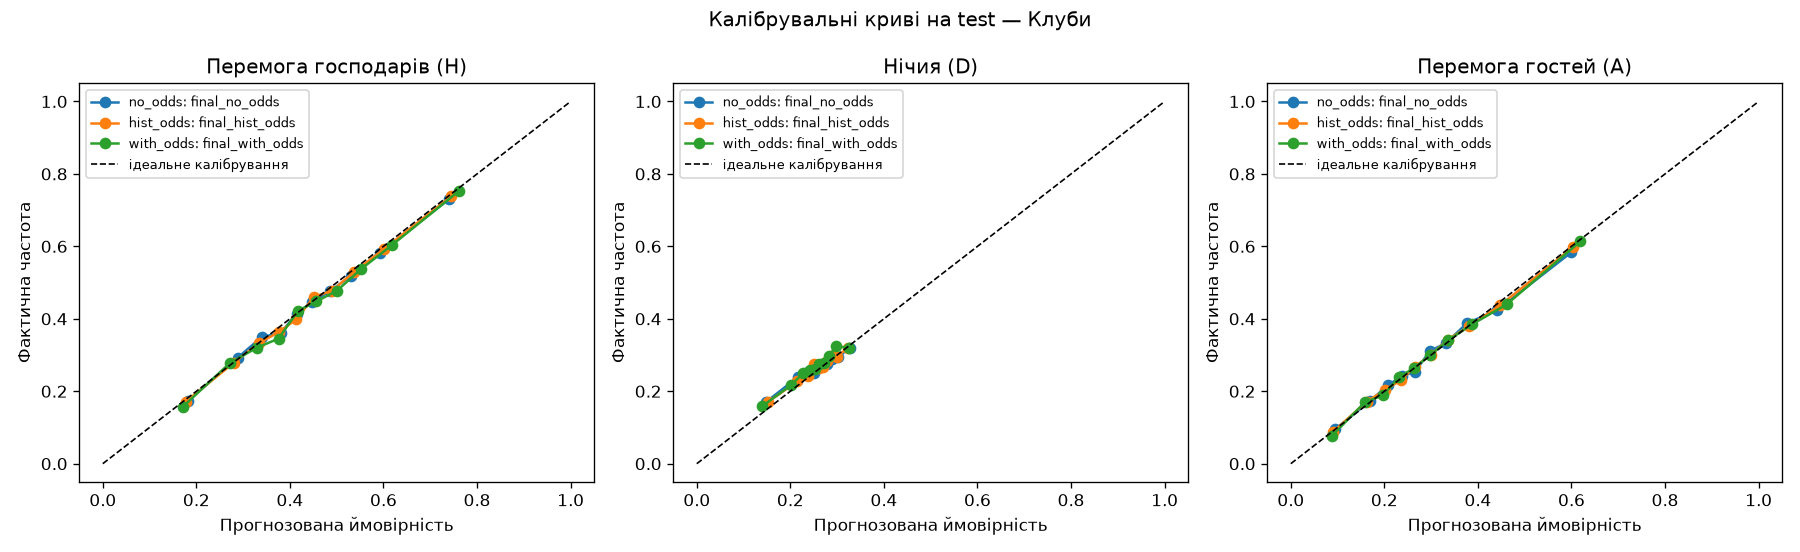 Калібрувальні криві на test — Клуби
Перемога господарів (H)
no_odds: final_no_odds
hist_odds: final_hist_odds
with_odds: final_with_odds
ідеальне калібрування
1.0
0.8
0.6
0.4
0.2
0.0
Фактична частота
0.0 0.2 0.4 0.6 0.8 1.0
Прогнозована ймовірність
Нічия (D)
no_odds: final_no_odds
hist_odds: final_hist_odds
with_odds: final_with_odds
ідеальне калібрування
1.0
0.8
0.6
0.4
0.2
0.0
Фактична частота
0.0 0.2 0.4 0.6 0.8 1.0
Прогнозована ймовірність
Перемога гостей (A)
no_odds: final_no_odds
hist_odds: final_hist_odds
with_odds: final_with_odds
ідеальне калібрування
1.0
0.8
0.6
0.4
0.2
0.0
Фактична частота
0.0 0.2 0.4 0.6 0.8 1.0
Прогнозована ймовірність